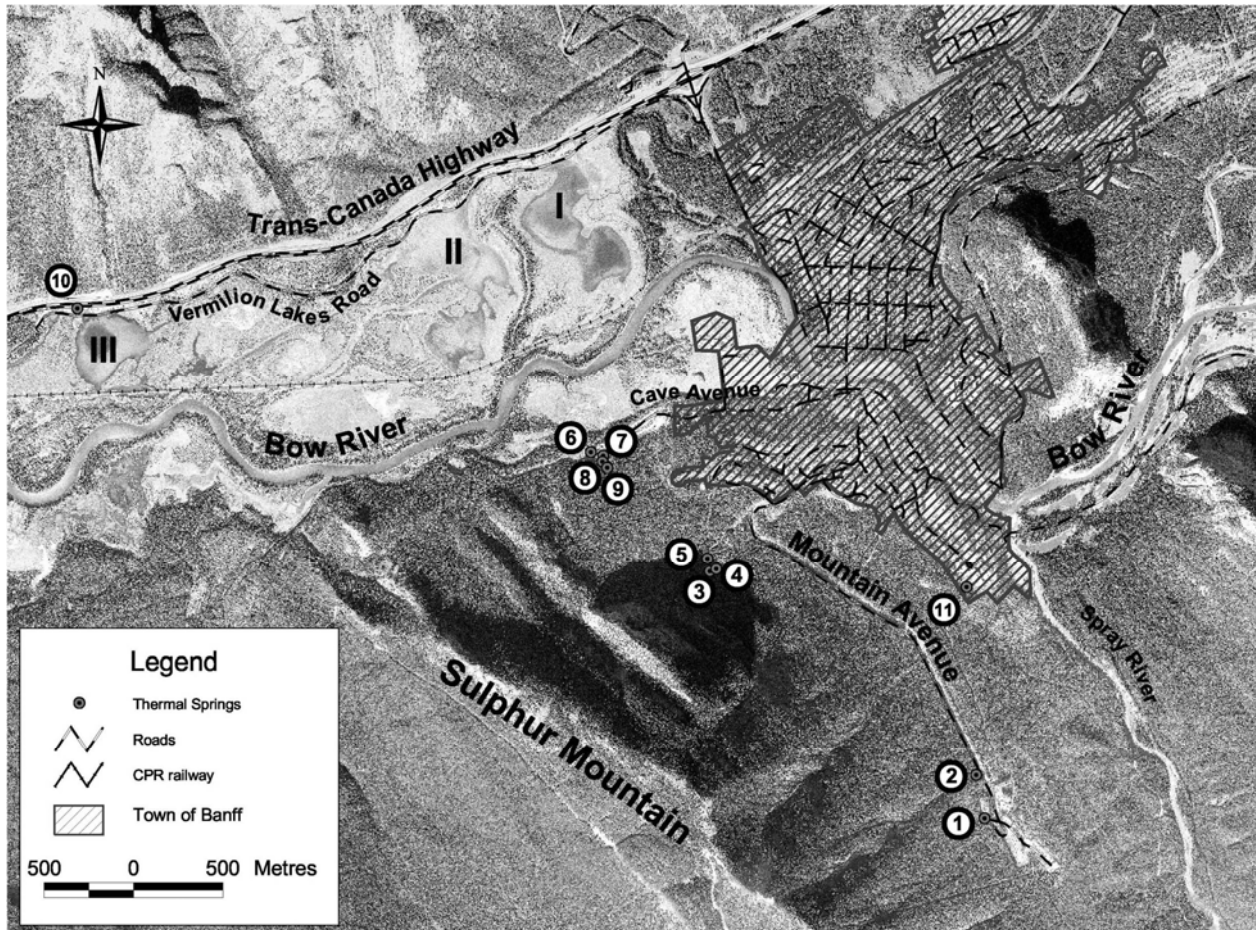 N
Trans-Canada Highway
I
II
10
Vermilion Lakes Road
III
Cave Avenue
Bow River
6
7
8
9
Bow River
5
4
3
Mountain Avenue
11
Spray River
Sulphur Mountain
2
1
Legend
Thermal Springs
Roads
CPR railway
Town of Banff
500 0 500 Metres